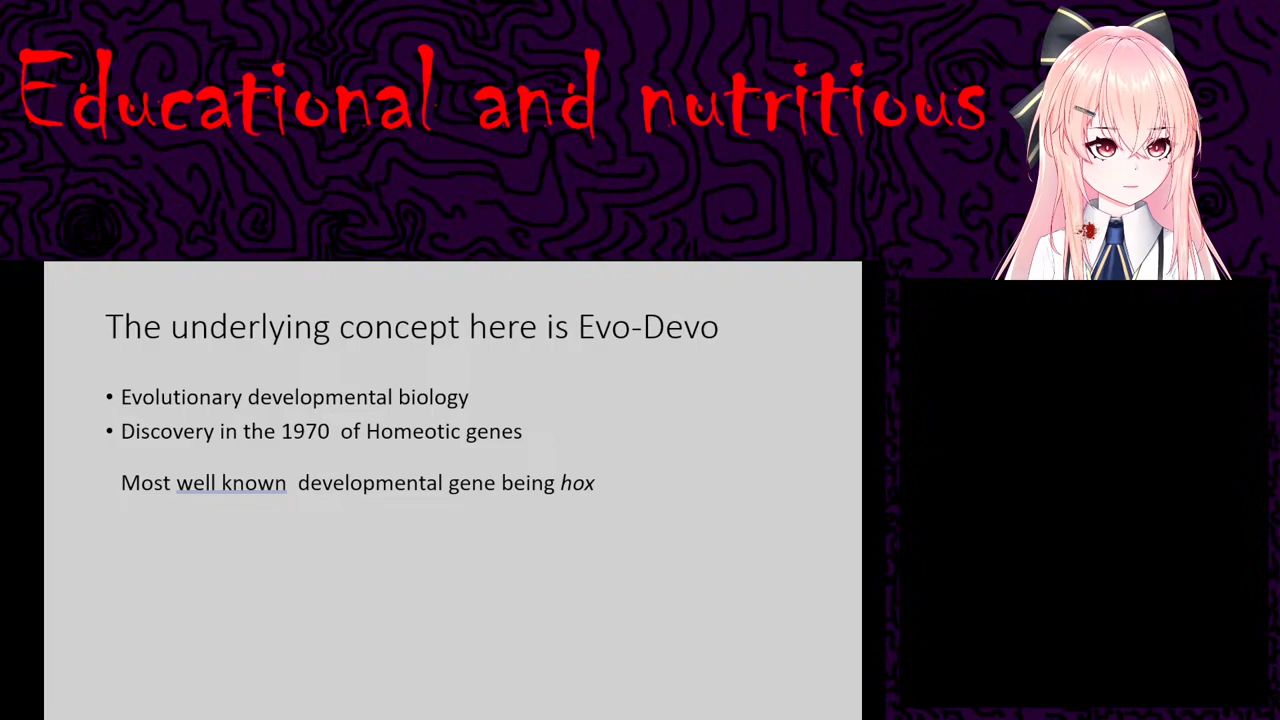 Educational and nutritious
The underlying concept here is Evo-Devo
• Evolutionary developmental biology
• Discovery in the 1970  of Homeotic genes
Most well known  developmental gene being hox